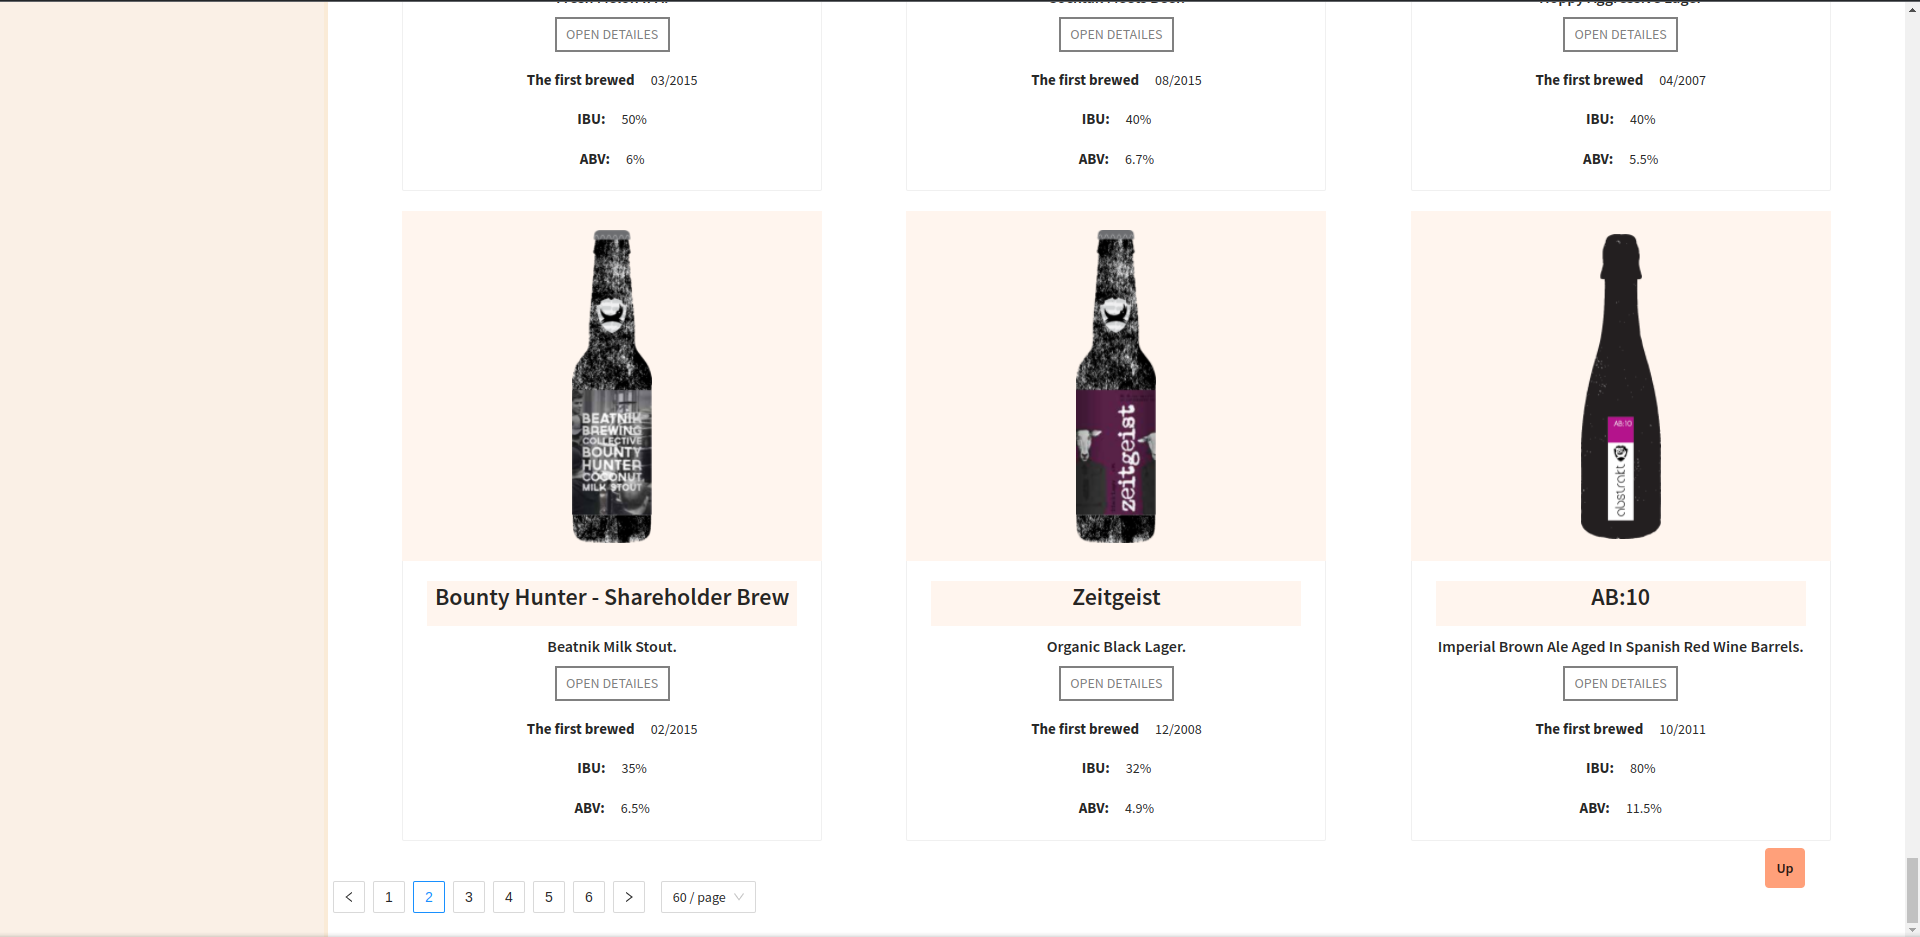 OPEN DETAILES OPEN DETAILES OPEN DETAILES
The first brewed 03/2015 The first brewed 08/2015 The first brewed 04/2007
IBU: 50% IBU: 40% IBU: 40%
ABV: 6% ABV: 6.7% ABV: 5.5%
BEATNIK
BREWING
COLLECTIVE
BOUNTY
HUNTER
COCONUT
MILK STOUT
zeitgeist
AB:10
abstrakt
Bounty Hunter - Shareholder Brew Zeitgeist AB:10
Beatnik Milk Stout. Organic Black Lager. Imperial Brown Ale Aged In Spanish Red Wine Barrels.
OPEN DETAILES OPEN DETAILES OPEN DETAILES
The first brewed 02/2015 The first brewed 12/2008 The first brewed 10/2011
IBU: 35% IBU: 32% IBU: 80%
ABV: 6.5% ABV: 4.9% ABV: 11.5%
Up
< 1 2 3 4 5 6 > 60 / page